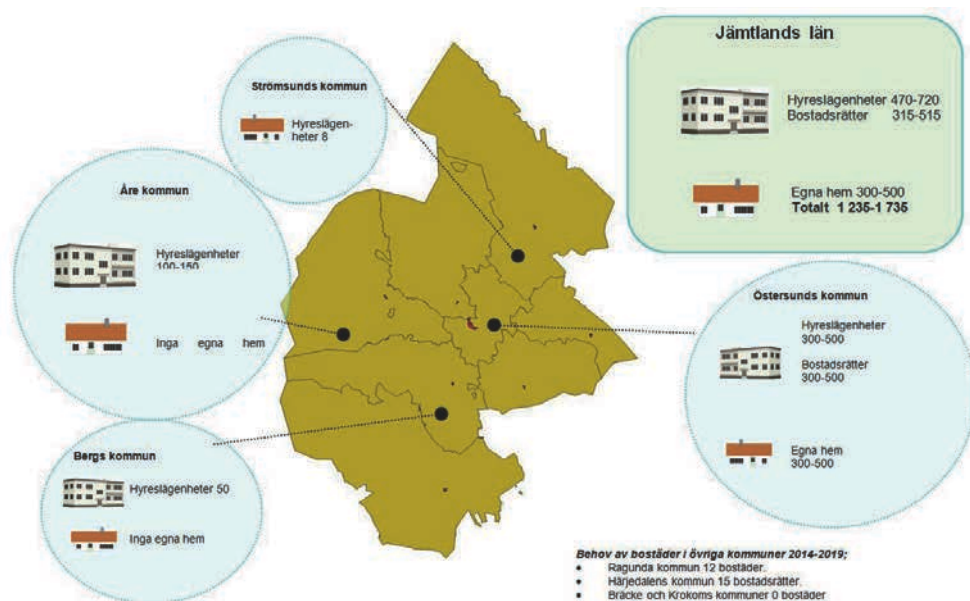 Jämtlands län
Hyreslägenheter 470-720
Bostadsrätter 315-515
Egna hem 300-500
Totalt 1 235-1 735
Strömsunds kommun
Hyreslägen-
heter 8
Åre kommun
Hyreslägenheter
100-150
Inga egna hem
Östersunds kommun
Hyreslägenheter
300-500
Bostadsrätter
300-500
Egna hem
300-500
Bergs kommun
Hyreslägenheter 50
Inga egna hem
Behov av bostäder i övriga kommuner 2014-2019;
• Ragunda kommun 12 bostäder.
• Härjedalens kommun 15 bostadsrätter.
• Bräcke och Krokoms kommuner 0 bostäder